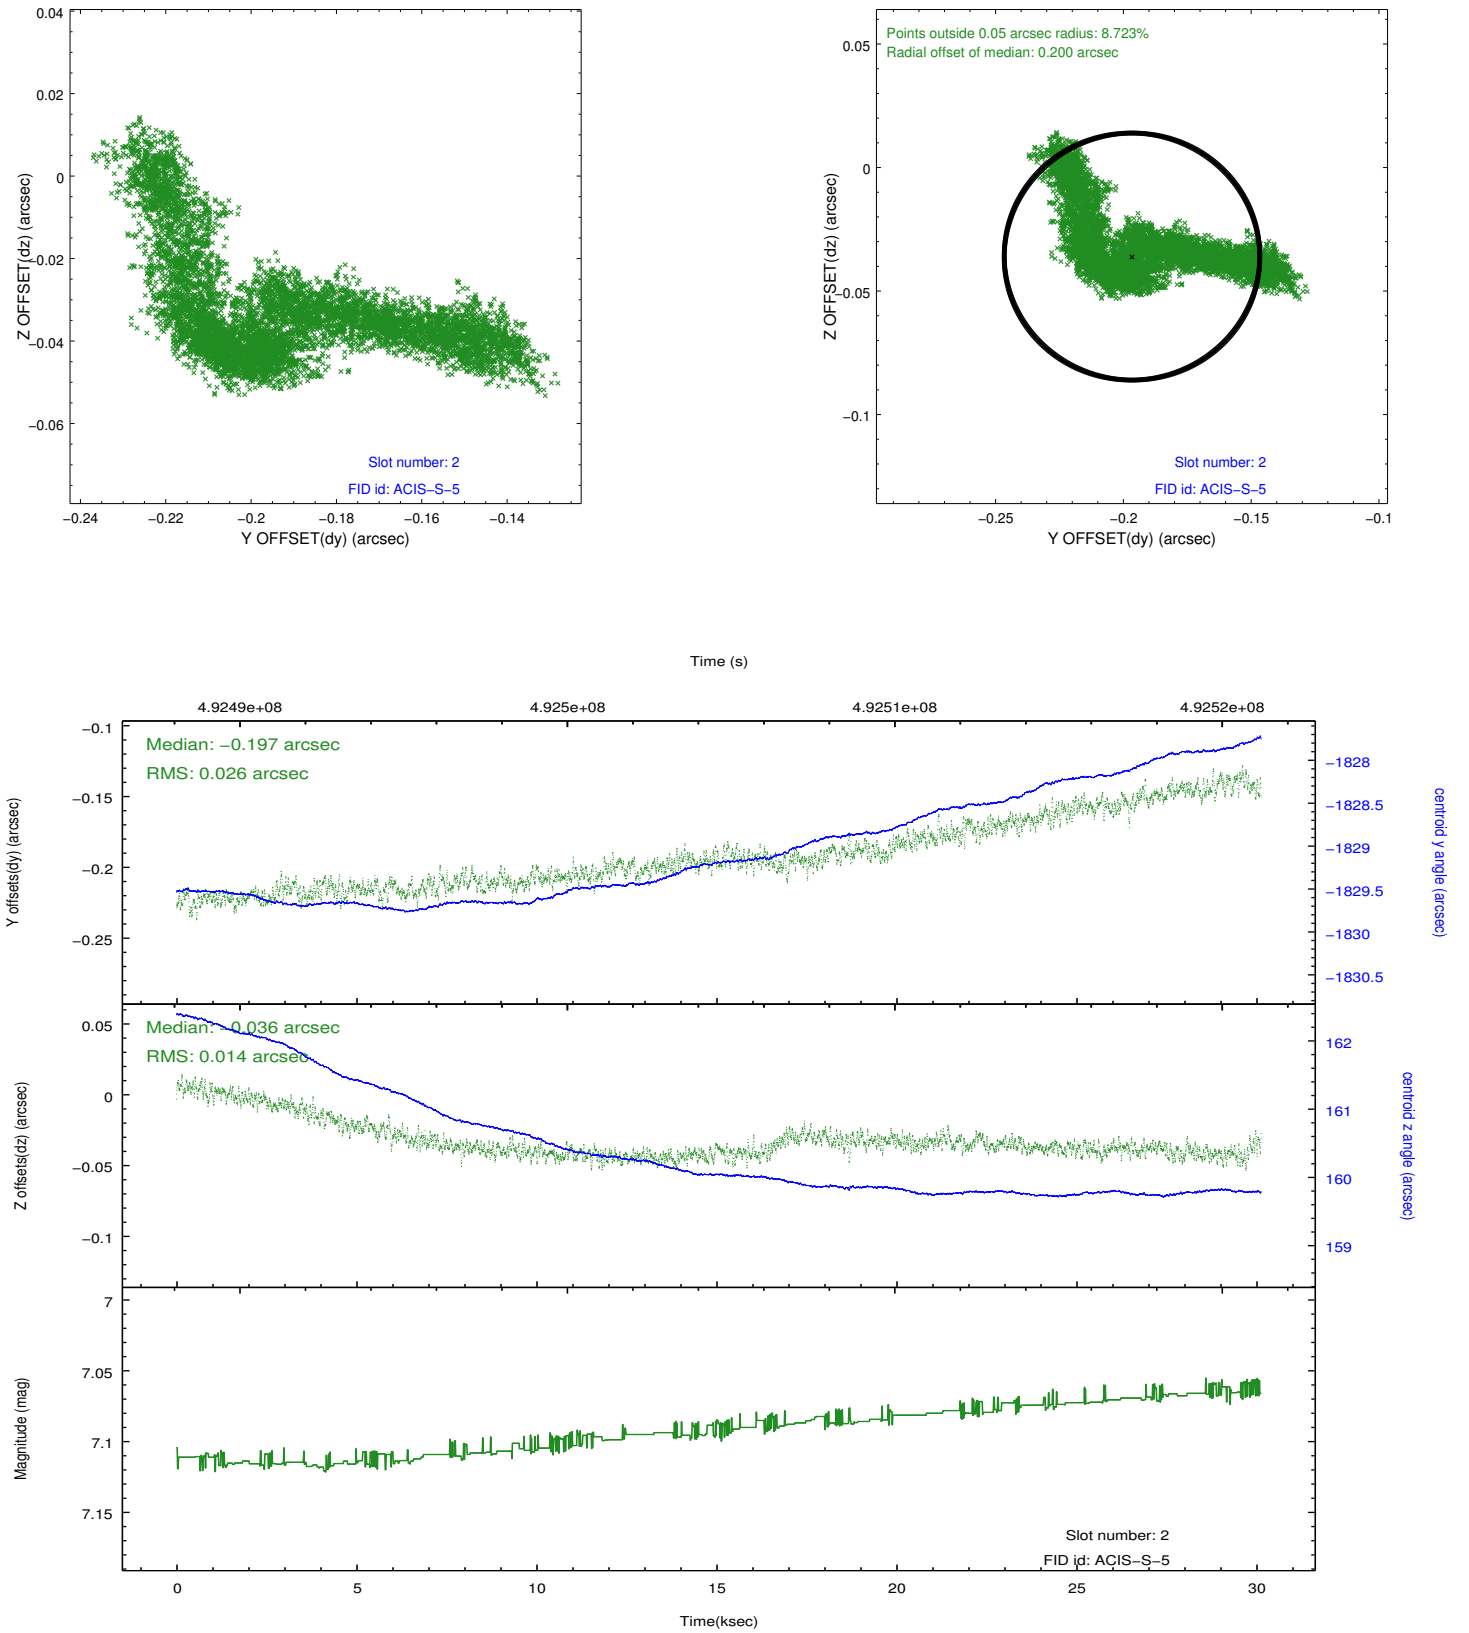 0.04
0.02
0
−0.02
−0.04
−0.06
Z OFFSET(dz) (arcsec)
Slot number: 2
FID id: ACIS−S−5
−0.24
−0.22
−0.2
−0.18
−0.16
−0.14
Y OFFSET(dy) (arcsec)
Points outside 0.05 arcsec radius: 8.723%
Radial offset of median: 0.200 arcsec
0.05
0
−0.05
−0.1
Z OFFSET(dz) (arcsec)
Slot number: 2
FID id: ACIS−S−5
−0.25
−0.2
−0.15
−0.1
Y OFFSET(dy) (arcsec)
Time (s)
4.9249e+08
4.925e+08
4.9251e+08
4.9252e+08
Median: −0.197 arcsec
RMS: 0.026 arcsec
−0.1
−0.15
−0.2
−0.25
Y offsets(dy) (arcsec)
−1828
−1828.5
−1829
−1829.5
−1830
−1830.5
centroid y angle (arcsec)
Median: −0.036 arcsec
RMS: 0.014 arcsec
0.05
0
−0.05
−0.1
Z offsets(dz) (arcsec)
162
161
160
159
centroid z angle (arcsec)
7
7.05
7.1
7.15
Magnitude (mag)
Slot number: 2
FID id: ACIS−S−5
0
5
10
15
20
25
30
Time(ksec)